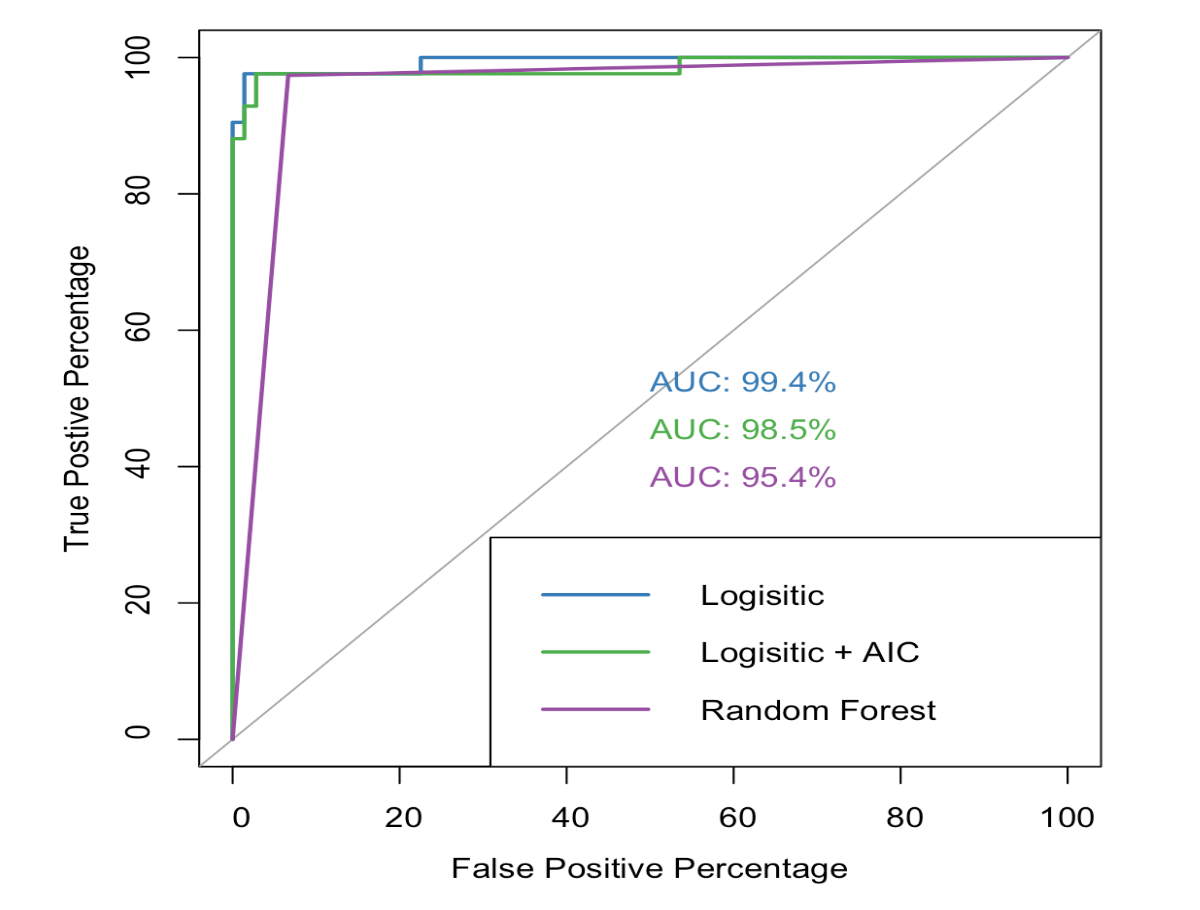 True Postive Percentage
100
80
60
40
20
0
AUC: 99.4%
AUC: 98.5%
AUC: 95.4%
Logisitic
Logisitic + AIC
Random Forest
0 20 40 60 80 100
False Positive Percentage